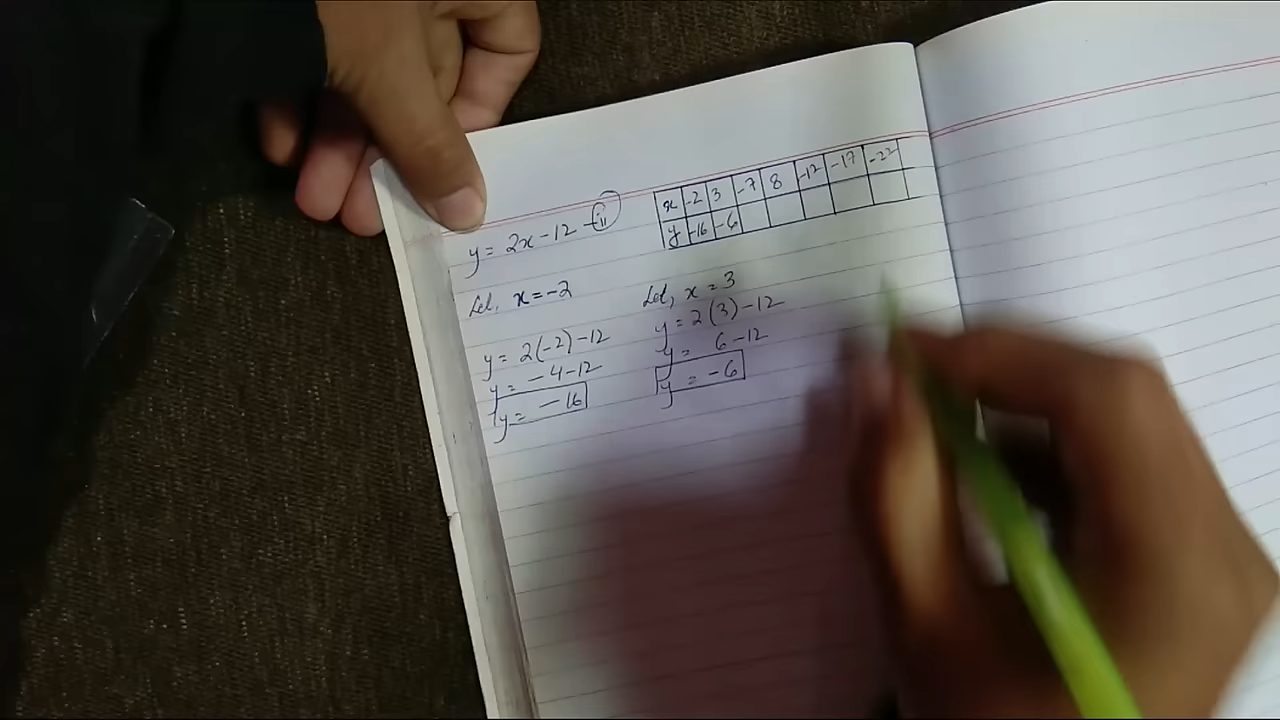 y = 2x - 12 - ii
x -2 3 -7 8 -12 -17 -22
y -16 -6
Let, x = -2
y = 2(-2) - 12
y = -4 - 12
y = -16
Let, x = 3
y = 2(3) - 12
y = 6 - 12
y = -6